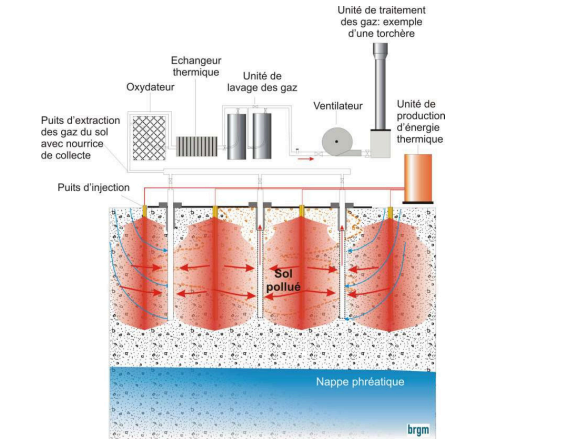 Unité de traitement
des gaz: exemple
d'une torchère
Echangeur
thermique
Unité de
lavage des gaz
Oxydateur
Ventilateur
Unité de
production
d'énergie
thermique
Puits d'extraction
des gaz du sol
avec nourrice
de collecte
Puits d'injection
Sol
pollué
Nappe phréatique
brgm